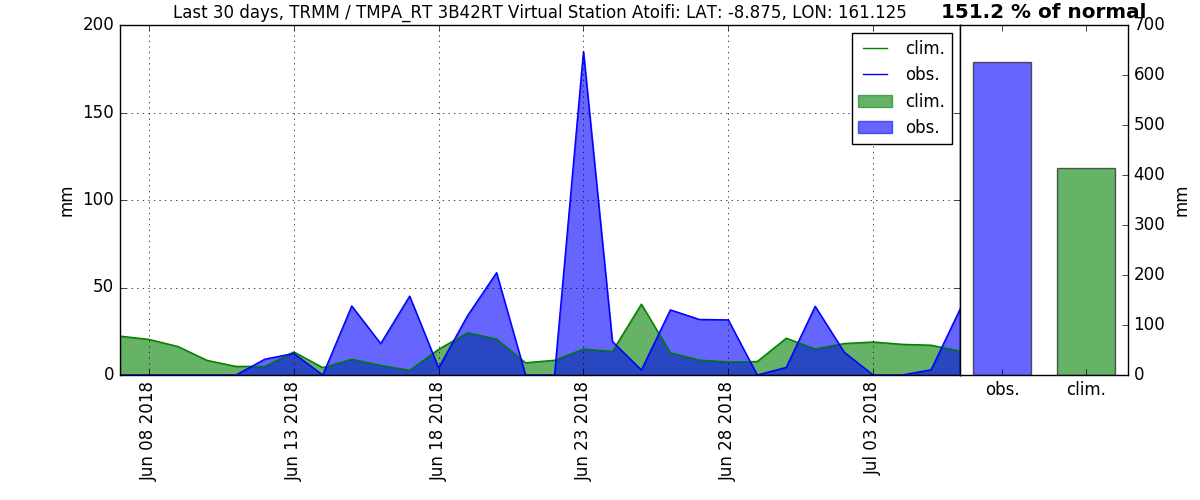 Last 30 days, TRMM / TMPA_RT 3B42RT Virtual Station Atoifi: LAT: -8.875, LON: 161.125
151.2 % of normal
200
150
100
50
0
mm
clim.
obs.
clim.
obs.
700
600
500
400
300
200
100
0
mm
obs.
clim.
Jun 08 2018
Jun 13 2018
Jun 18 2018
Jun 23 2018
Jun 28 2018
Jul 03 2018